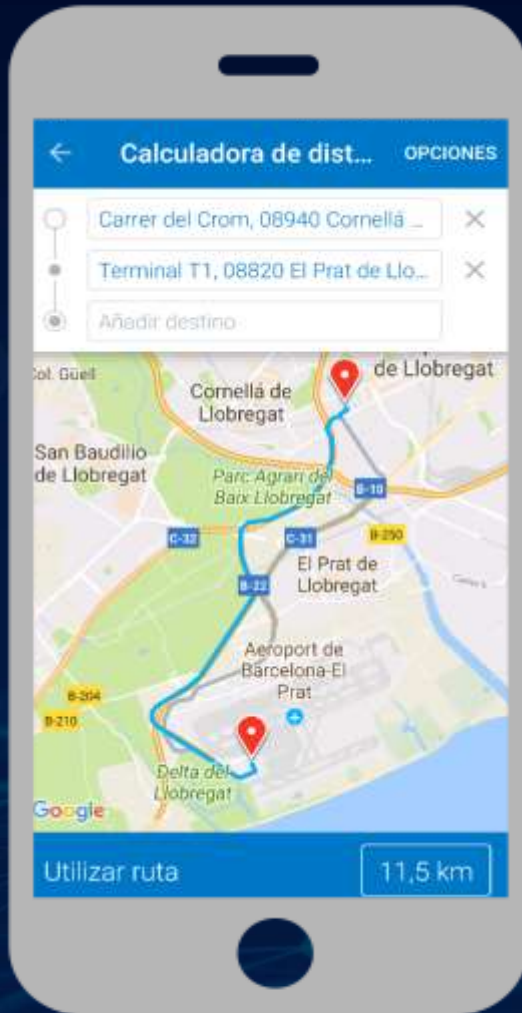 Calculadora de dist... OPCIONES
Carrer del Crom, 08940 Cornellá ...
Terminal T1, 08820 El Prat de Llo...
Añadir destino
Col. Güell
de Llobregat
Cornellá de
Llobregat
San Baudilio
de Llobregat
Parc Agrari del
Baix Llobregat
B-10
C-32
C-31
B-250
El Prat de
Llobregat
B-22
Aeroport de
Barcelona-El
Prat
B-204
B-210
Delta del
Llobregat
Google
Utilizar ruta 11,5 km